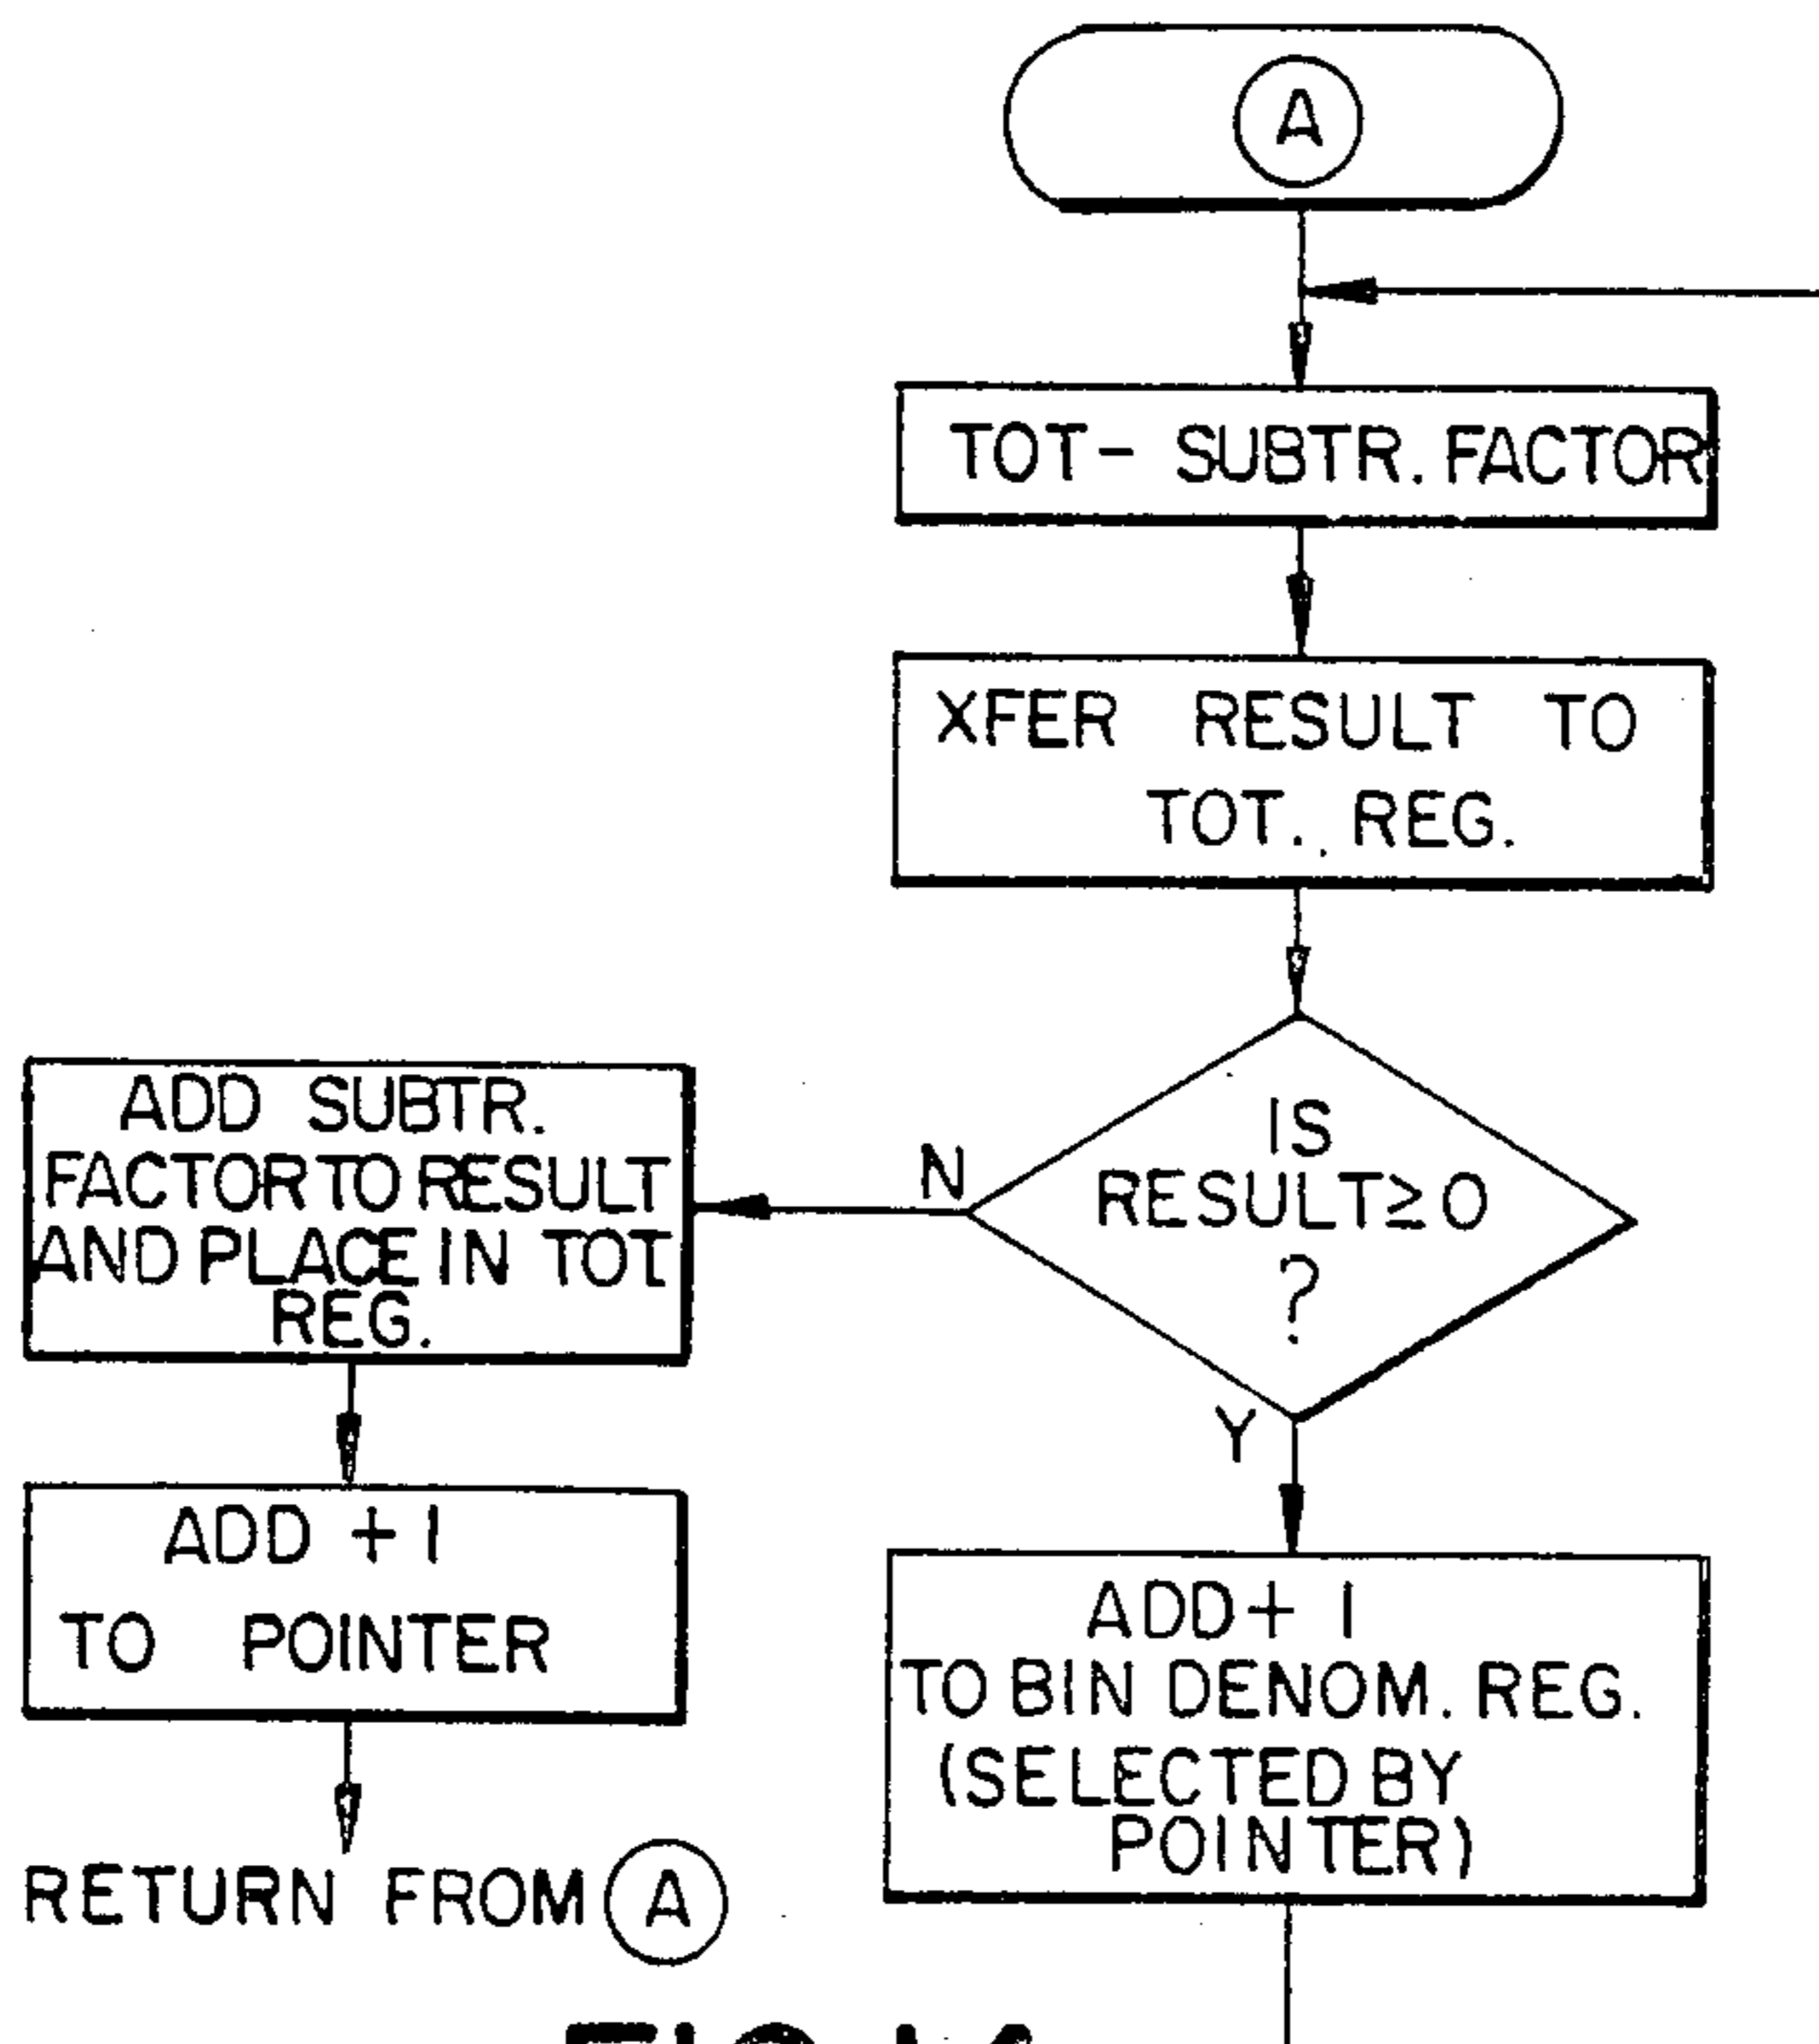 A
TOT- SUBTR. FACTOR
XFER RESULT TO
TOT. REG.
IS
RESULT≥0
?
N
Y
ADD SUBTR.
FACTOR TO RESULT
AND PLACE IN TOT
REG.
ADD +1
TO POINTER
RETURN FROM A
ADD+ 1
TO BIN DENOM. REG.
(SELECTED BY
POINTER)